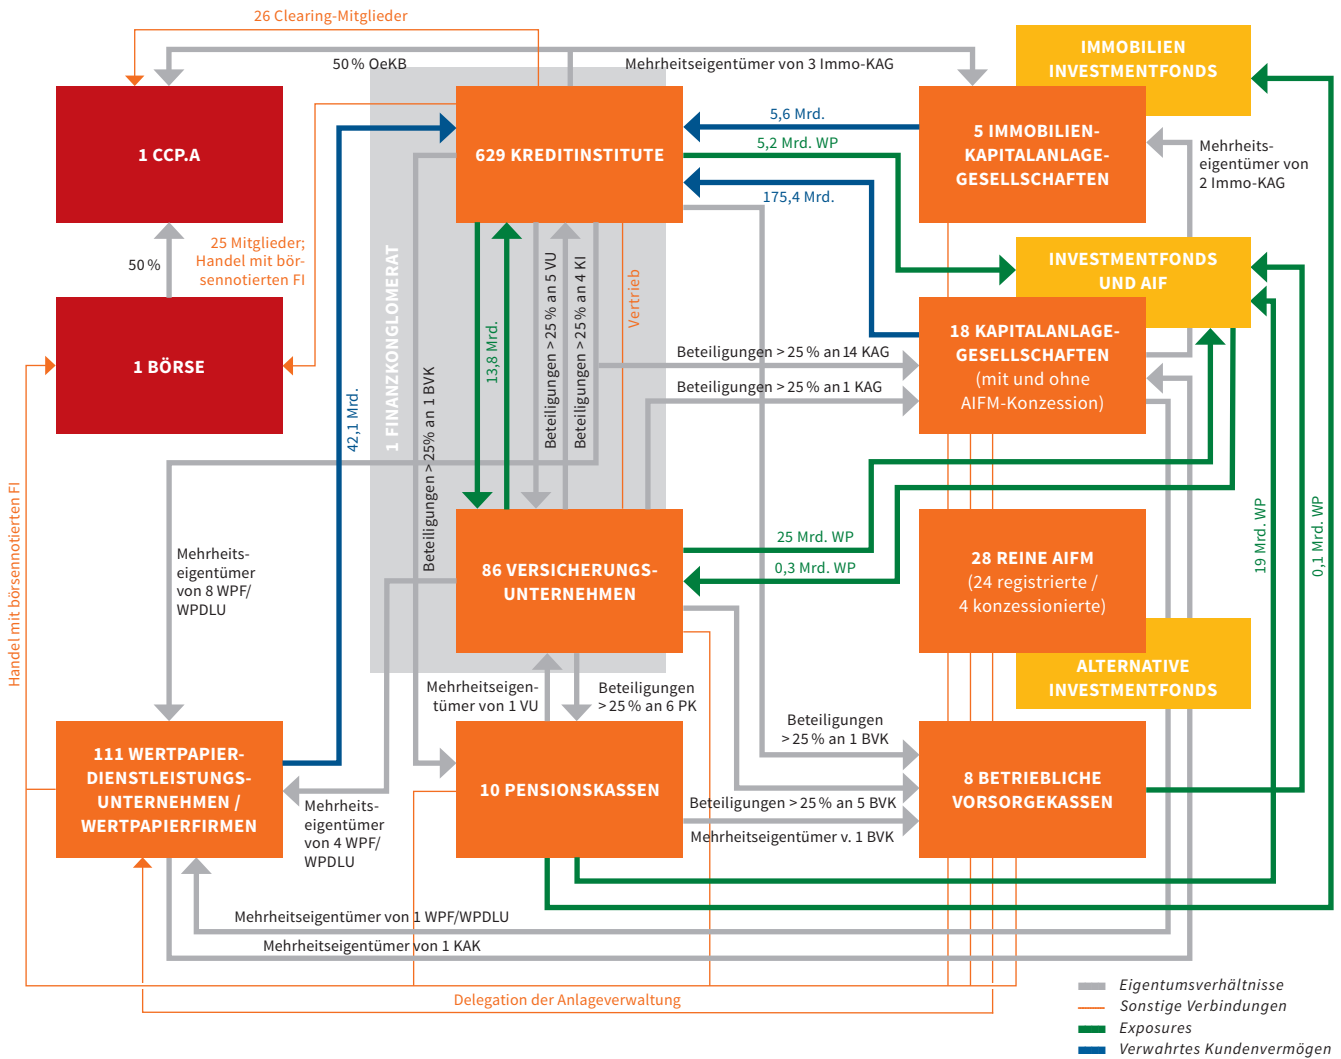 26 Clearing-Mitglieder
50 % OeKB
Mehrheitseigentümer von 3 Immo-KAG
IMMOBILIEN
INVESTMENTFONDS
1 CCP.A
629 KREDITINSTITUTE
5,6 Mrd.
5,2 Mrd. WP
175,4 Mrd.
5 IMMOBILIEN-
KAPITALANLAGE-
GESELLSCHAFTEN
Mehrheits-
eigentümer von
2 Immo-KAG
50 %
25 Mitglieder;
Handel mit bör-
sennotierten FI
1 FINANZKONGLOMERAT
13,8 Mrd.
Beteiligungen > 25 % an 5 VU
Beteiligungen > 25 % an 4 KI
Vertrieb
INVESTMENTFONDS
UND AIF
1 BÖRSE
42,1 Mrd.
Beteiligungen > 25% an 1 BVK
Beteiligungen > 25 % an 14 KAG
Beteiligungen > 25 % an 1 KAG
18 KAPITALANLAGE-
GESELLSCHAFTEN
(mit und ohne
AIFM-Konzession)
Handel mit börsennotierten FI
Mehrheits-
eigentümer
von 8 WPF/
WPDLU
86 VERSICHERUNGS-
UNTERNEHMEN
25 Mrd. WP
0,3 Mrd. WP
28 REINE AIFM
(24 registrierte /
4 konzessionierte)
19 Mrd. WP
0,1 Mrd. WP
ALTERNATIVE
INVESTMENTFONDS
Mehrheitseigen-
tümer von 1 VU
Beteiligungen
> 25 % an 6 PK
Beteiligungen
> 25 % an 1 BVK
111 WERTPAPIER-
DIENSTLEISTUNGS-
UNTERNEHMEN /
WERTPAPIERFIRMEN
Mehrheits-
eigentümer
von 4 WPF/
WPDLU
10 PENSIONSKASSEN
Beteiligungen > 25 % an 5 BVK
Mehrheitseigentümer v. 1 BVK
8 BETRIEBLICHE
VORSORGEKASSEN
Mehrheitseigentümer von 1 WPF/WPDLU
Mehrheitseigentümer von 1 KAK
Delegation der Anlageverwaltung
Eigentumsverhältnisse
Sonstige Verbindungen
Exposures
Verwahrtes Kundenvermögen